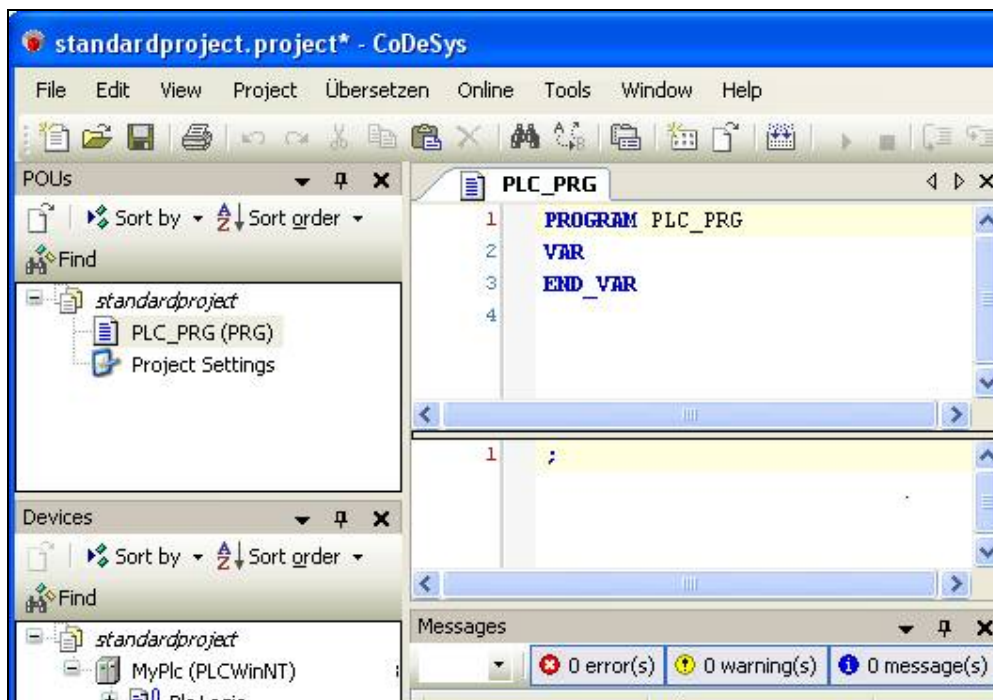 standardproject.project* - CoDeSys
File Edit View Project Übersetzen Online Tools Window Help
POUs
Sort by Sort order
Find
standardproject
PLC_PRG (PRG)
Project Settings
PLC_PRG
1 PROGRAM PLC_PRG
2 VAR
3 END_VAR
4
1 ;
Devices
Sort by Sort order
Find
standardproject
MyPlc (PLCWinNT)
Plc Logic
Messages
0 error(s) 0 warning(s) 0 message(s)